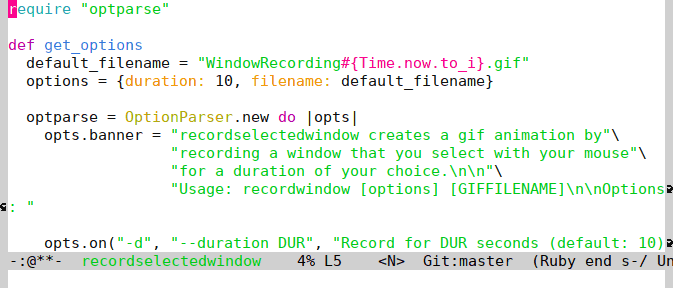 require "optparse"
def get_options
default_filename = "WindowRecording#{Time.now.to_i}.gif"
options = {duration: 10, filename: default_filename}
optparse = OptionParser.new do |opts|
opts.banner = "recordselectedwindow creates a gif animation by"\
"recording a window that you select with your mouse"\
"for a duration of your choice.\n\n"\
"Usage: recordwindow [options] [GIFFILENAME]\n\nOptions
: "
opts.on("-d", "--duration DUR", "Record for DUR seconds (default: 10)
-:@**-  recordselectedwindow    4% L5    <N>  Git:master  (Ruby end s-/ Un